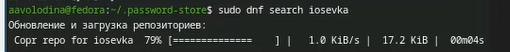 aavolodina@fedora:~/.password-store$ sudo dnf search iosevka
Обновление и загрузка репозиториев:
Copr repo for iosevka 79% [==============    ] | 1.0 KiB/s | 17.2 KiB | 00m04s